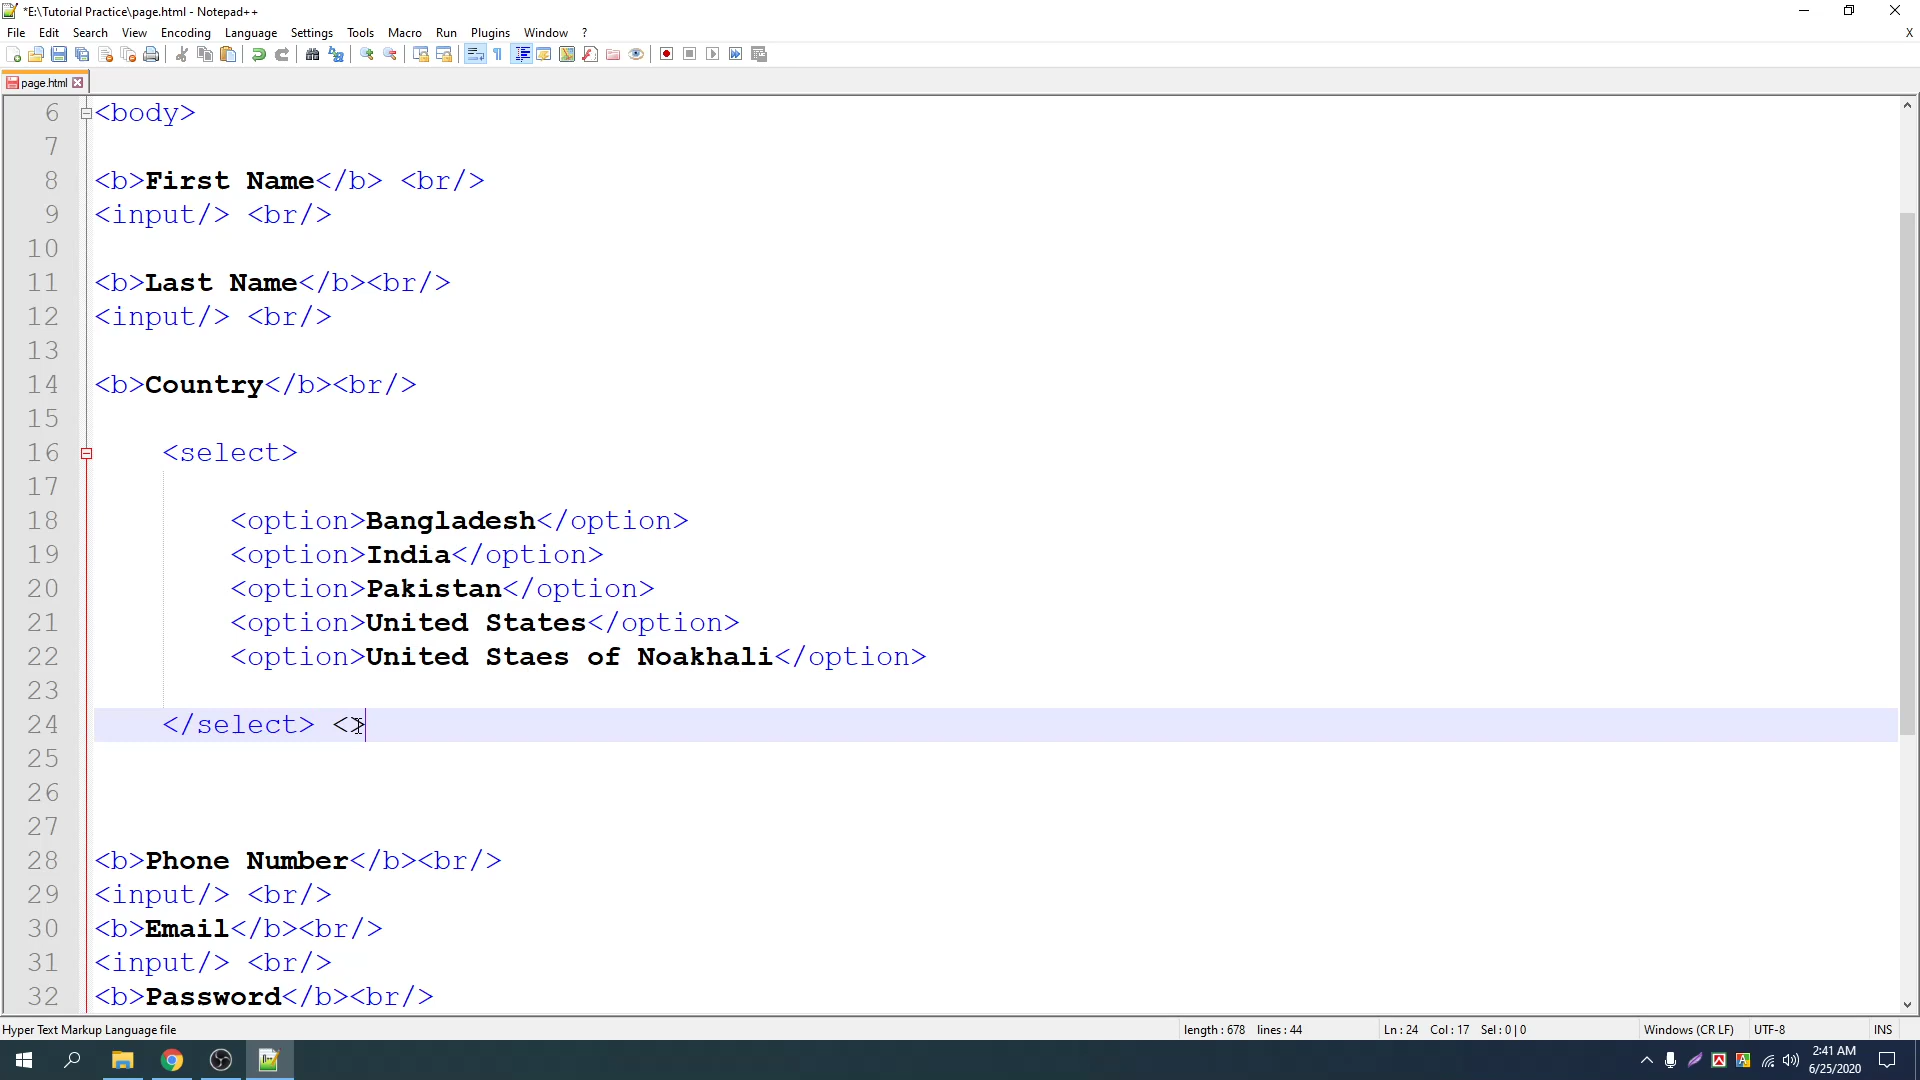 *E:\Tutorial Practice\page.html - Notepad++
File Edit Search View Encoding Language Settings Tools Macro Run Plugins Window ? X
page.html
6 <body>
7
8 <b>First Name</b> <br/>
9 <input/> <br/>
10
11 <b>Last Name</b><br/>
12 <input/> <br/>
13
14 <b>Country</b><br/>
15
16 <select>
17
18 <option>Bangladesh</option>
19 <option>India</option>
20 <option>Pakistan</option>
21 <option>United States</option>
22 <option>United Staes of Noakhali</option>
23
24 </select> <>
25
26
27
28 <b>Phone Number</b><br/>
29 <input/> <br/>
30 <b>Email</b><br/>
31 <input/> <br/>
32 <b>Password</b><br/>
Hyper Text Markup Language file length : 678 lines : 44 Ln : 24 Col : 17 Sel : 0 | 0 Windows (CR LF) UTF-8 INS
2:41 AM
6/25/2020